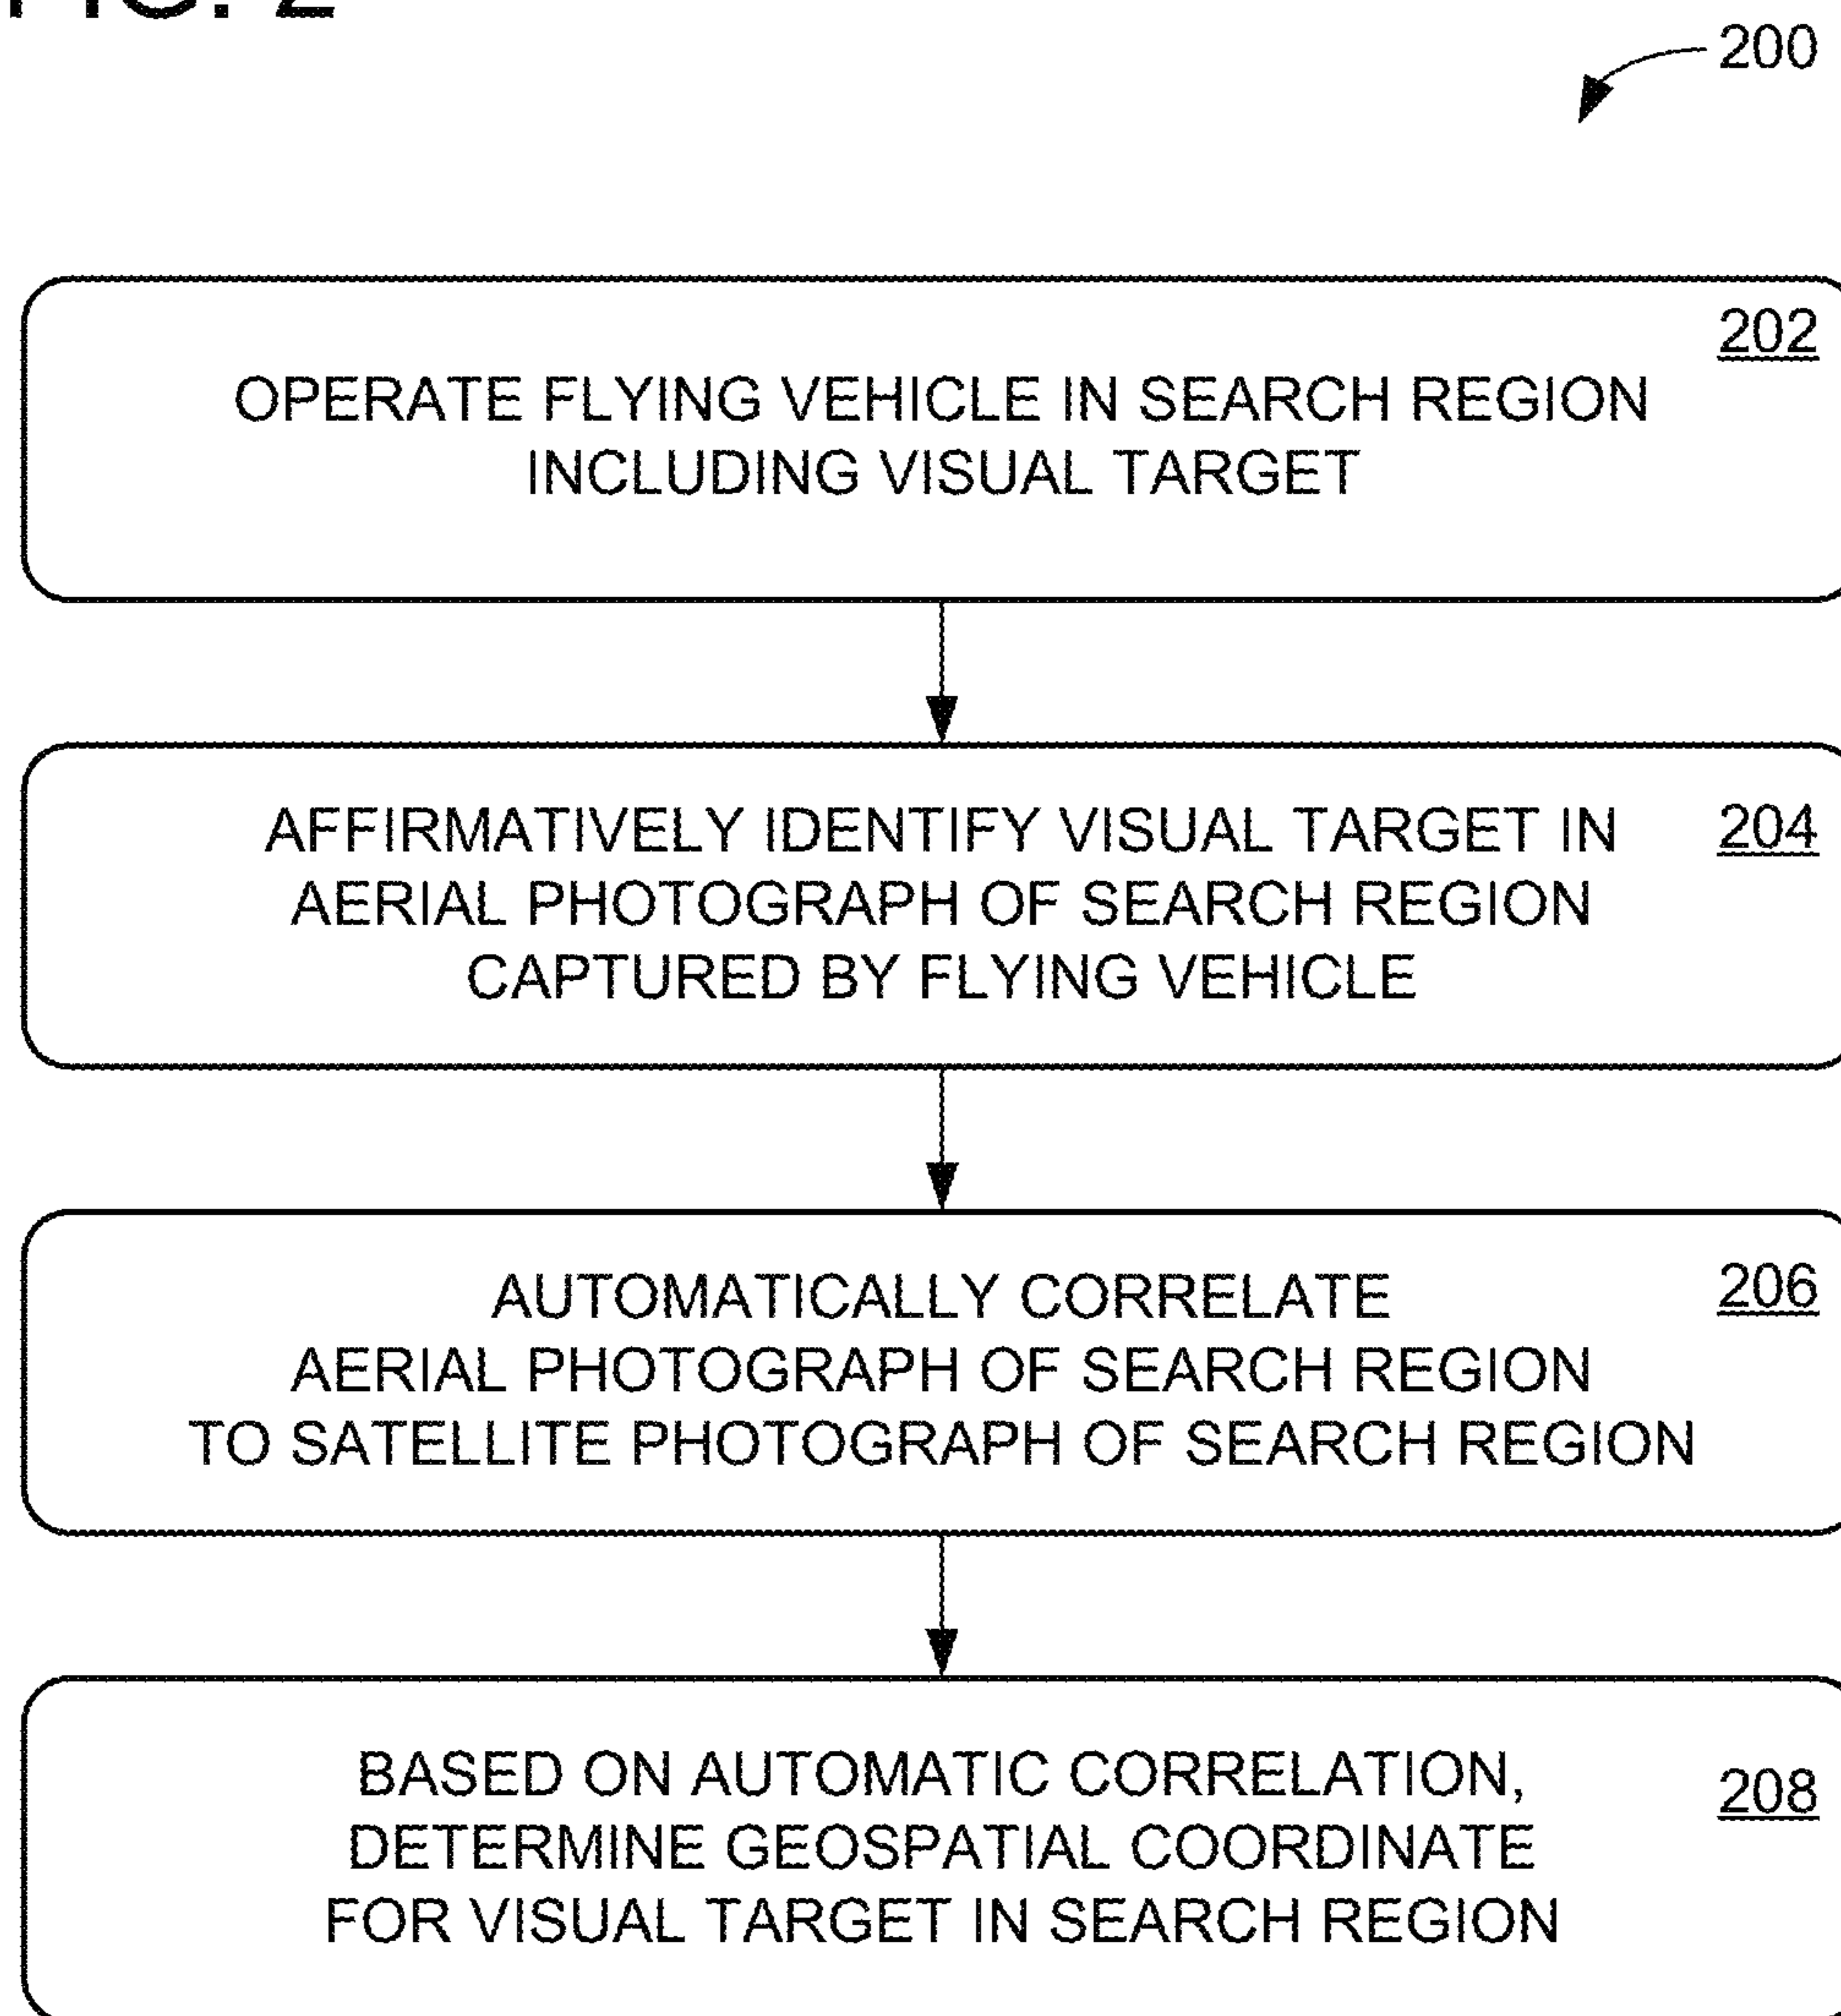 FIG. 2
200
202
OPERATE FLYING VEHICLE IN SEARCH REGION
INCLUDING VISUAL TARGET
204
AFFIRMATIVELY IDENTIFY VISUAL TARGET IN
AERIAL PHOTOGRAPH OF SEARCH REGION
CAPTURED BY FLYING VEHICLE
206
AUTOMATICALLY CORRELATE
AERIAL PHOTOGRAPH OF SEARCH REGION
TO SATELLITE PHOTOGRAPH OF SEARCH REGION
208
BASED ON AUTOMATIC CORRELATION,
DETERMINE GEOSPATIAL COORDINATE
FOR VISUAL TARGET IN SEARCH REGION